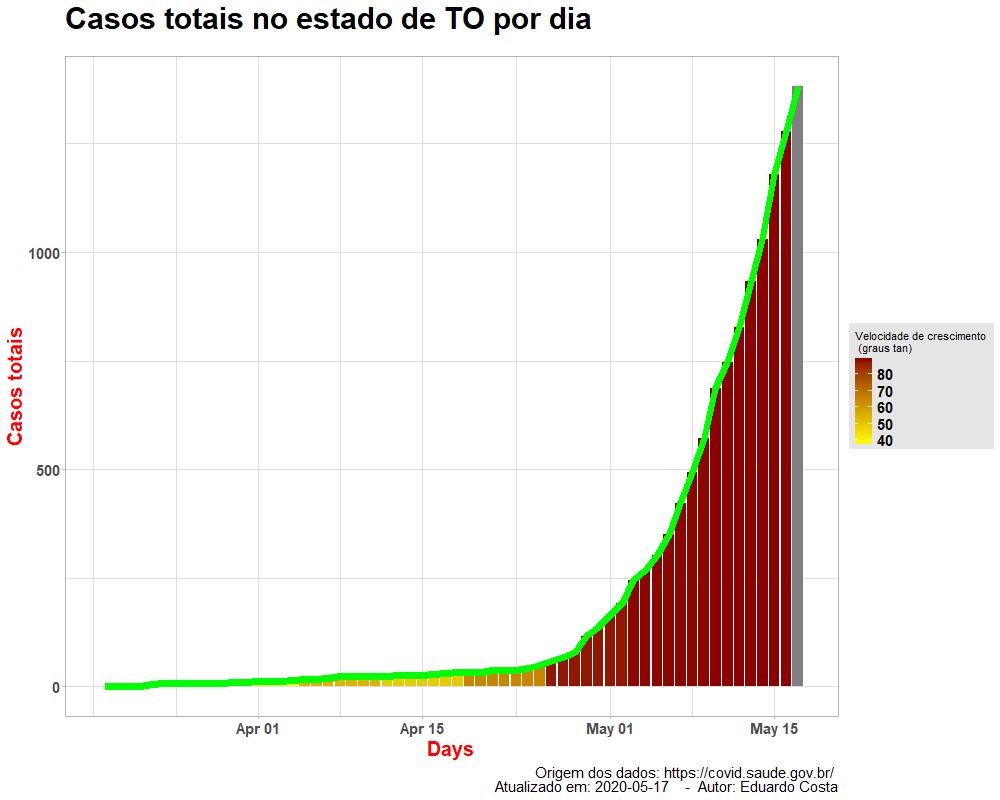 Casos totais no estado de TO por dia
Casos totais
1000
500
0
Apr 01
Apr 15
May 01
May 15
Days
Velocidade de crescimento
(graus tan)
80
70
60
50
40
Origem dos dados: https://covid.saude.gov.br/
Atualizado em: 2020-05-17 - Autor: Eduardo Costa